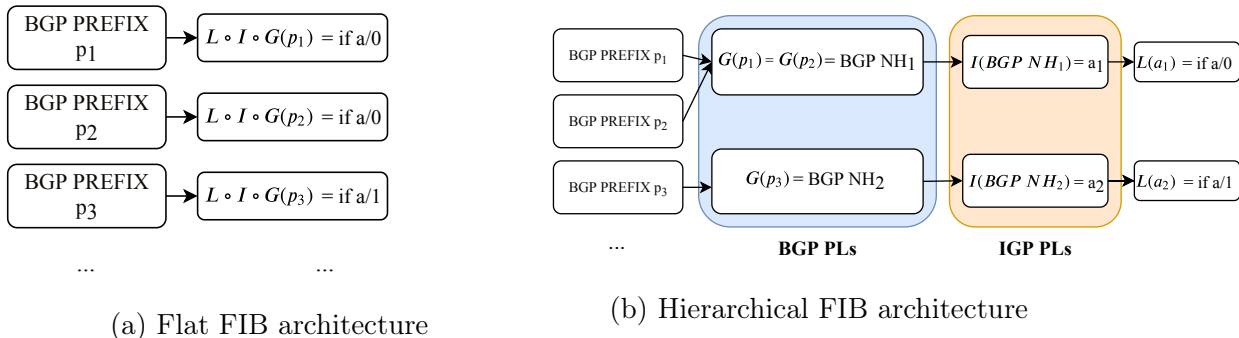 BGP PREFIX
p₁
L ∘ I ∘ G(p₁) = if a/0
BGP PREFIX
p₂
L ∘ I ∘ G(p₂) = if a/0
BGP PREFIX
p₃
L ∘ I ∘ G(p₃) = if a/1
...
...
(a) Flat FIB architecture
BGP PREFIX p₁
BGP PREFIX p₂
G(p₁) = G(p₂) = BGP NH₁
I(BGP NH₁) = a₁
L(a₁) = if a/0
BGP PREFIX p₃
G(p₃) = BGP NH₂
I(BGP NH₂) = a₂
L(a₂) = if a/1
...
BGP PLs
IGP PLs
(b) Hierarchical FIB architecture